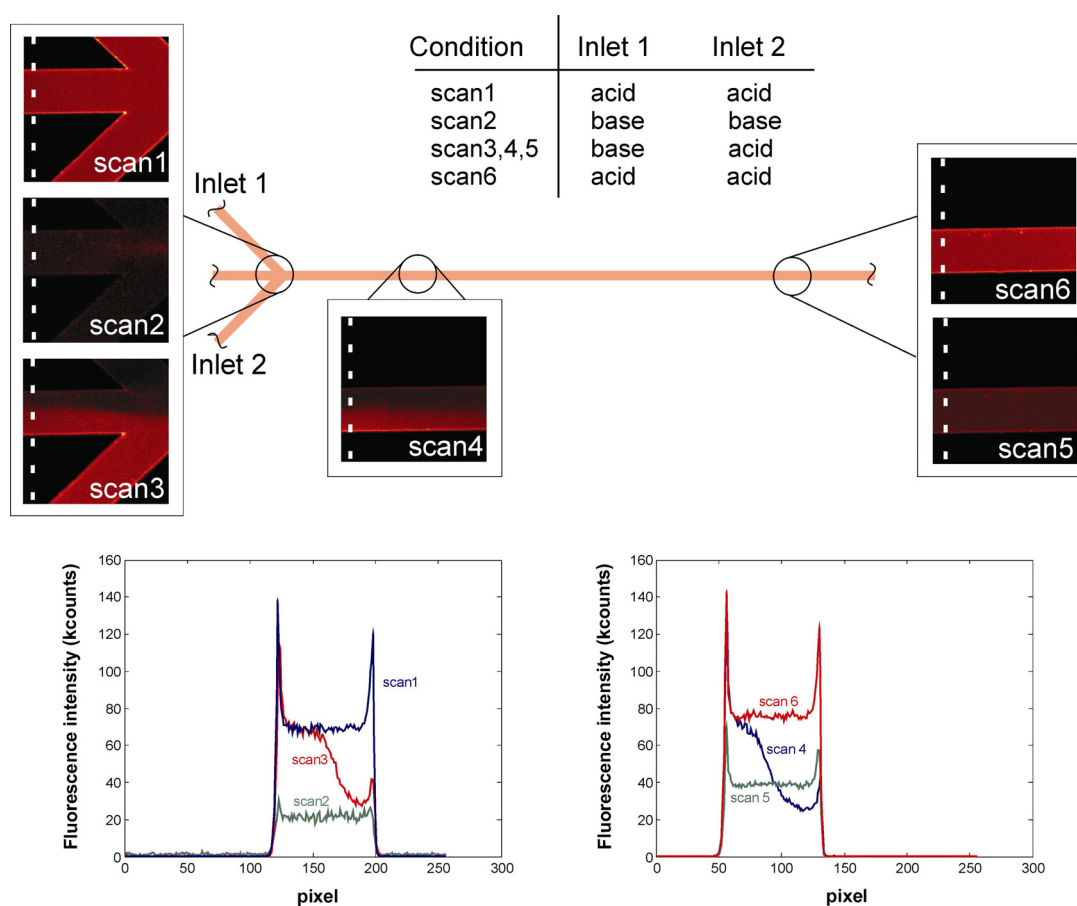 Condition Inlet 1 Inlet 2
scan1 acid acid
scan2 base base
scan3,4,5 base acid
scan6 acid acid
scan1
scan2
scan3
Inlet 1
Inlet 2
scan4
scan6
scan5
Fluorescence intensity (kcounts)
160
140
120
100
80
60
40
20
0
scan1
scan3
scan2
0 50 100 150 200 250 300
pixel
Fluorescence intensity (kcounts)
160
140
120
100
80
60
40
20
0
scan 6
scan 4
scan 5
0 50 100 150 200 250 300
pixel